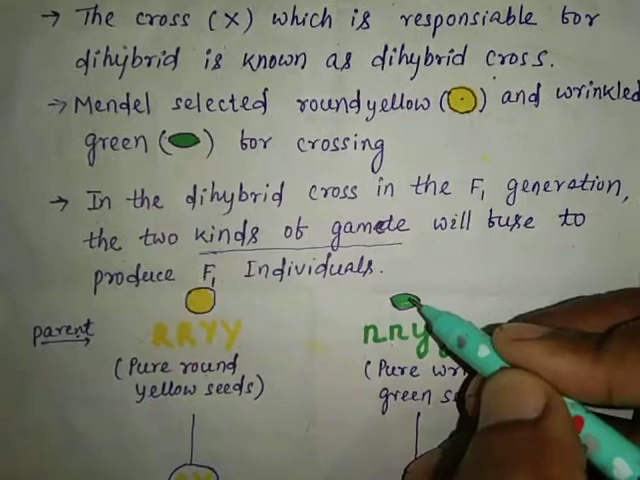 → The cross (X) which is responsiable for
dihybrid is known as dihybrid cross.
→ Mendel selected round yellow ( ) and wrinkled
green ( ) for crossing
→ In the dihybrid cross in the F1 generation,
the two kinds of gamete will fuse to
produce F1 Individuals.
parent RRYY rry
(Pure round (Pure
yellow seeds) green